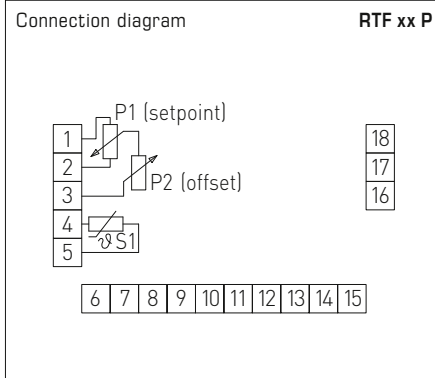 Connection diagram RTF xx P
P1 (setpoint)
1
2
3
4
5
P2 (offset)
ϑ S1
18
17
16
6 7 8 9 10 11 12 13 14 15